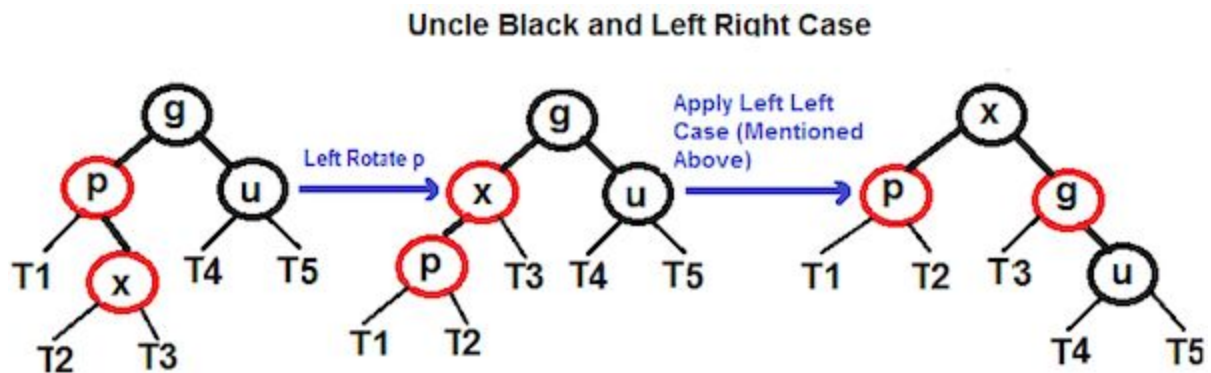 Uncle Black and Left Right Case
g
p
u
T1
x
T4
T5
T2
T3
Left Rotate p
g
x
u
p
T3
T4
T5
T1
T2
Apply Left Left
Case (Mentioned
Above)
x
p
g
T1
T2
T3
u
T4
T5